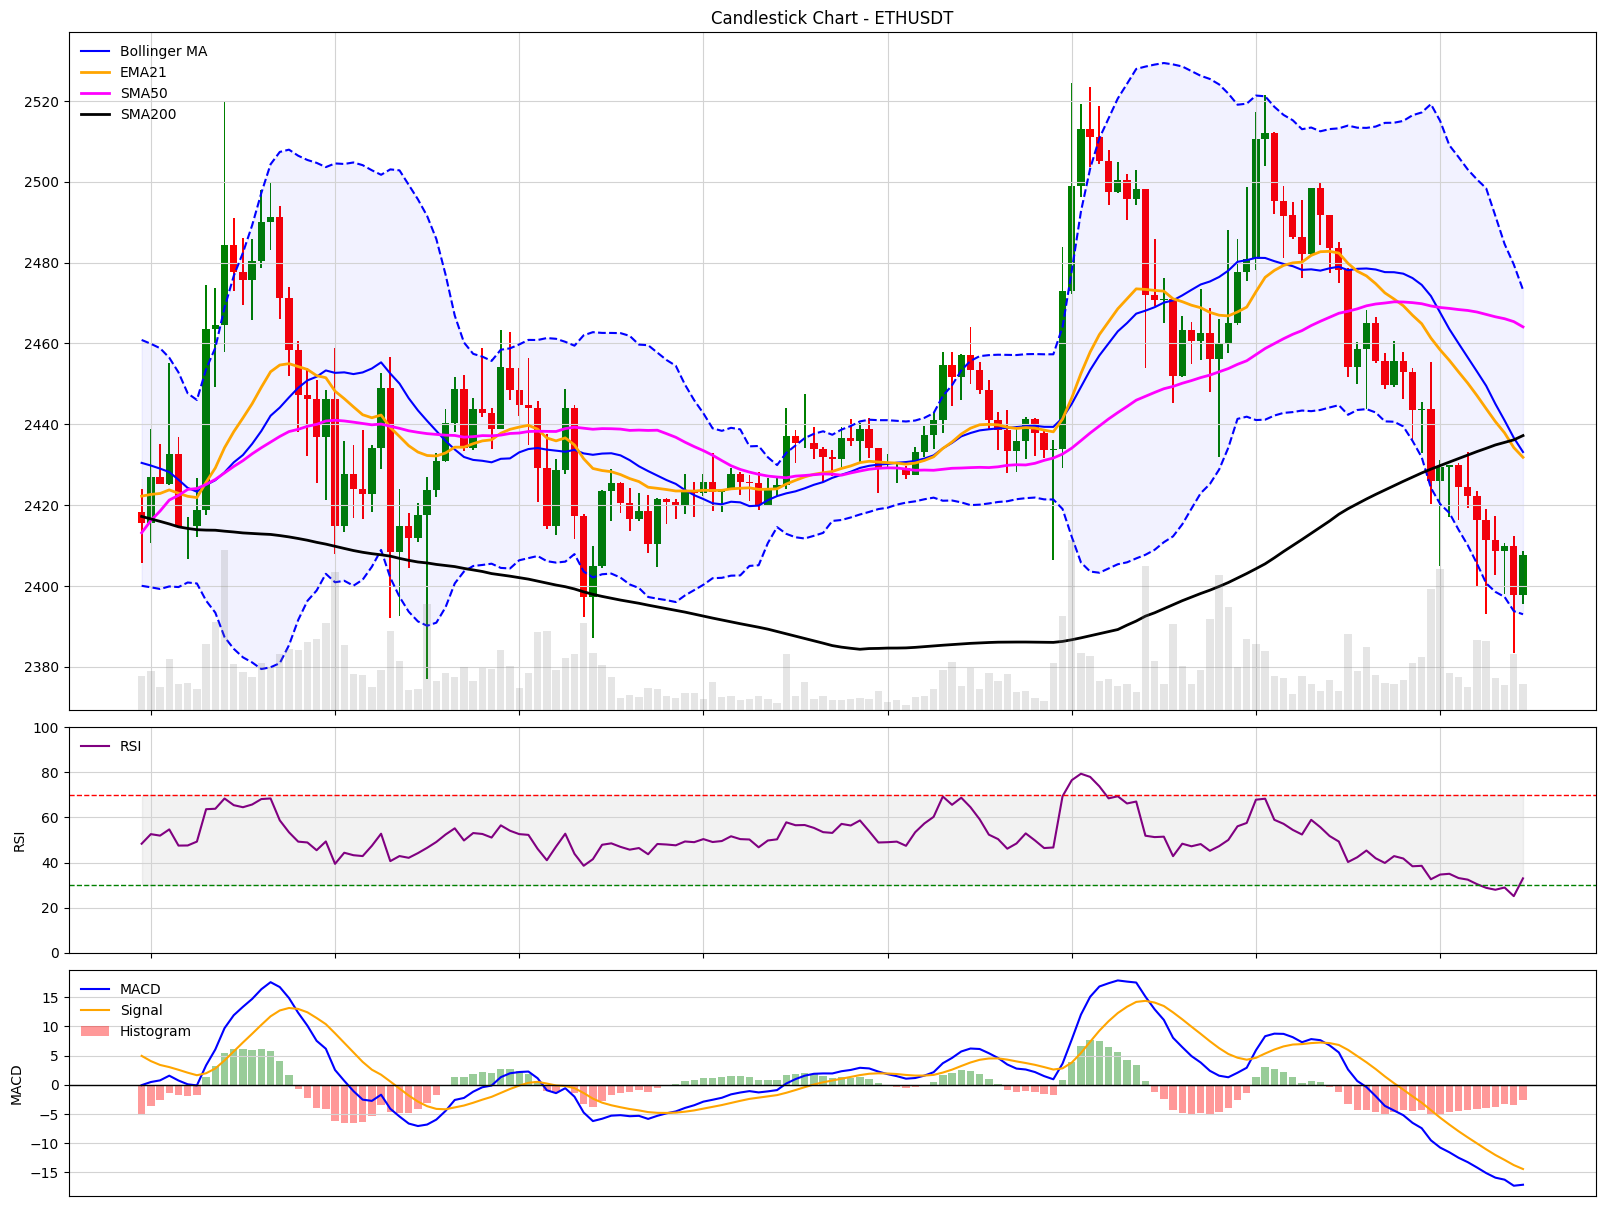 Candlestick Chart - ETHUSDT
Bollinger MA
EMA21
SMA50
SMA200
2520
2500
2480
2460
2440
2420
2400
2380
RSI
100
80
60
40
20
0
RSI
MACD
Signal
Histogram
15
10
5
0
−5
−10
−15
MACD